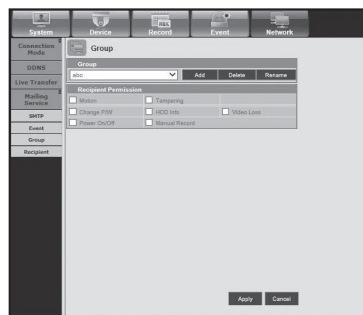 System Device Record Event Network
Connection Mode
DDNS
Live Transfer
Mailing Service
SMTP
Event
Group
Recipient
Group
Group
abc Add Delete Rename
Recipient Permission
Motion Tampering
Change P/W HDD Info Video Loss
Power On/Off Manual Record
Apply Cancel